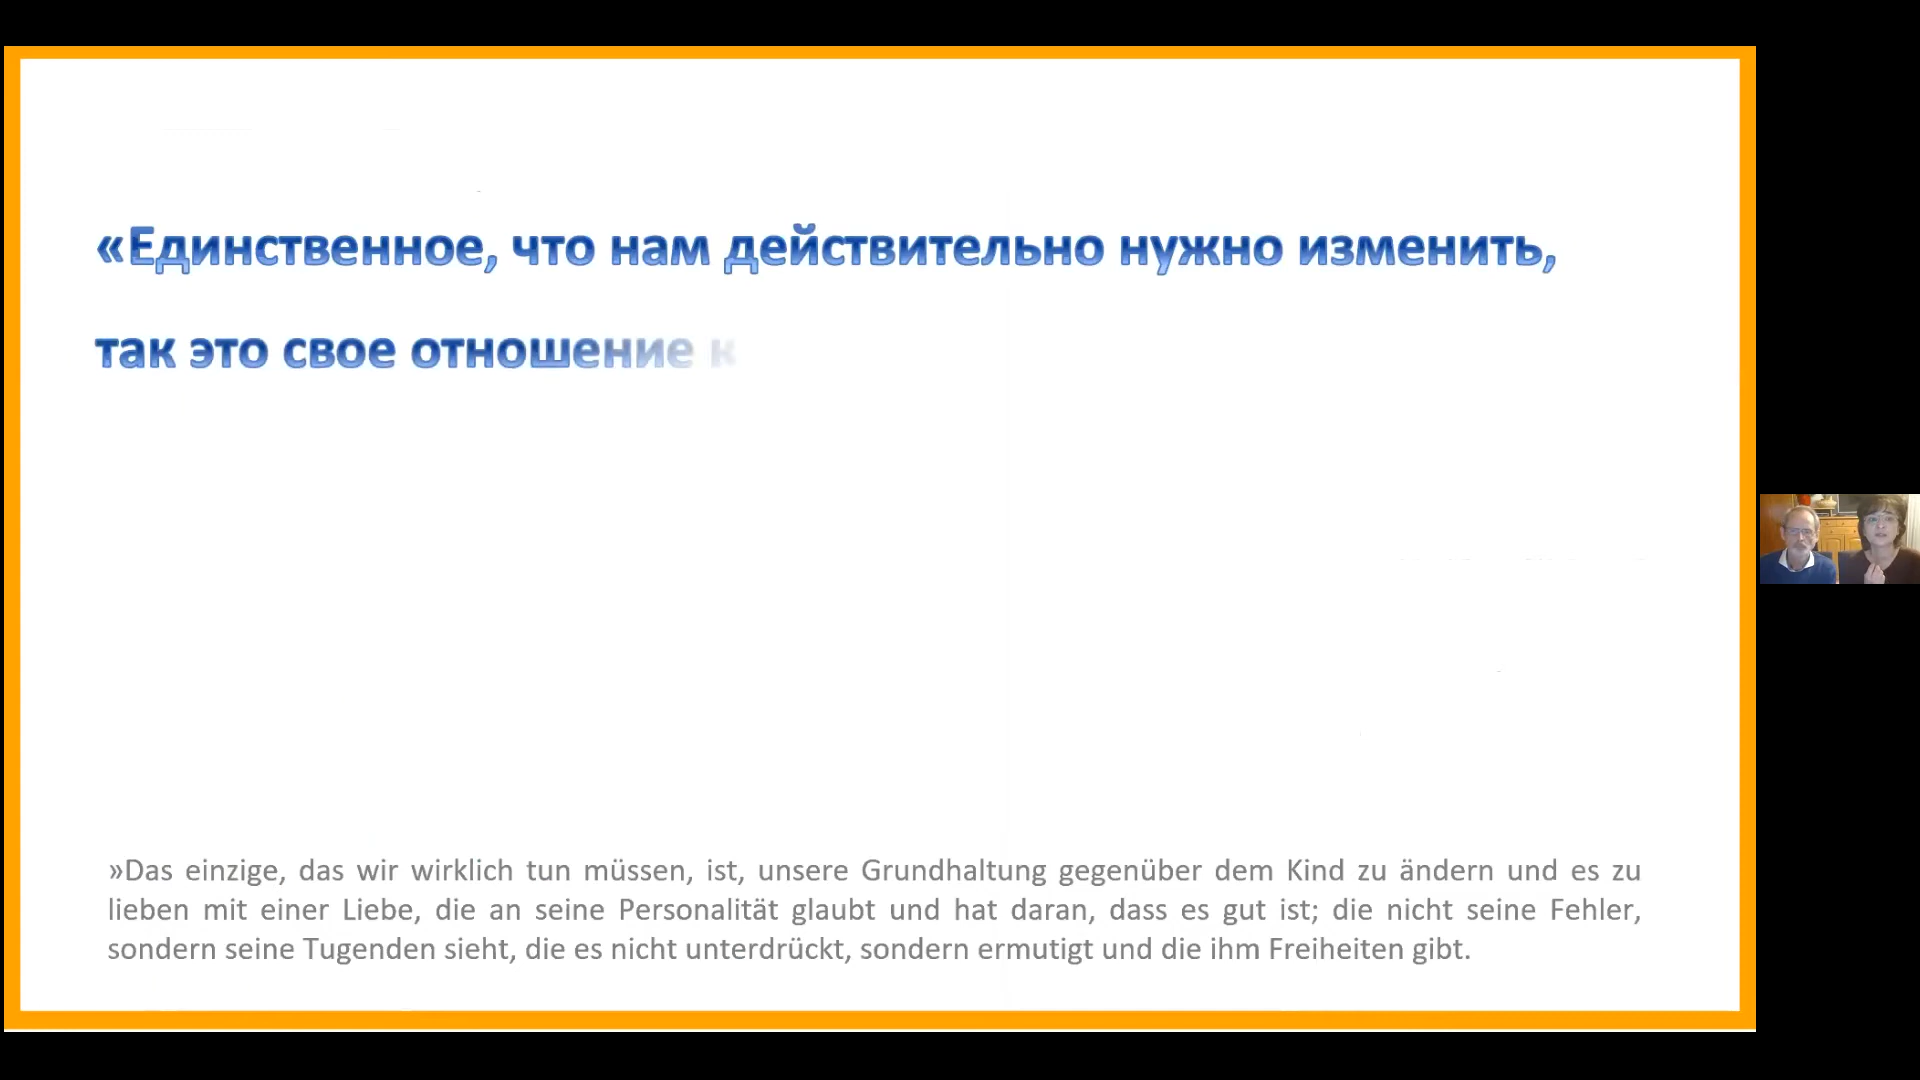 «Единственное, что нам действительно нужно изменить,
так это свое отношение к
»Das einzige, das wir wirklich tun müssen, ist, unsere Grundhaltung gegenüber dem Kind zu ändern und es zu
lieben mit einer Liebe, die an seine Personalität glaubt und hat daran, dass es gut ist; die nicht seine Fehler,
sondern seine Tugenden sieht, die es nicht unterdrückt, sondern ermutigt und die ihm Freiheiten gibt.